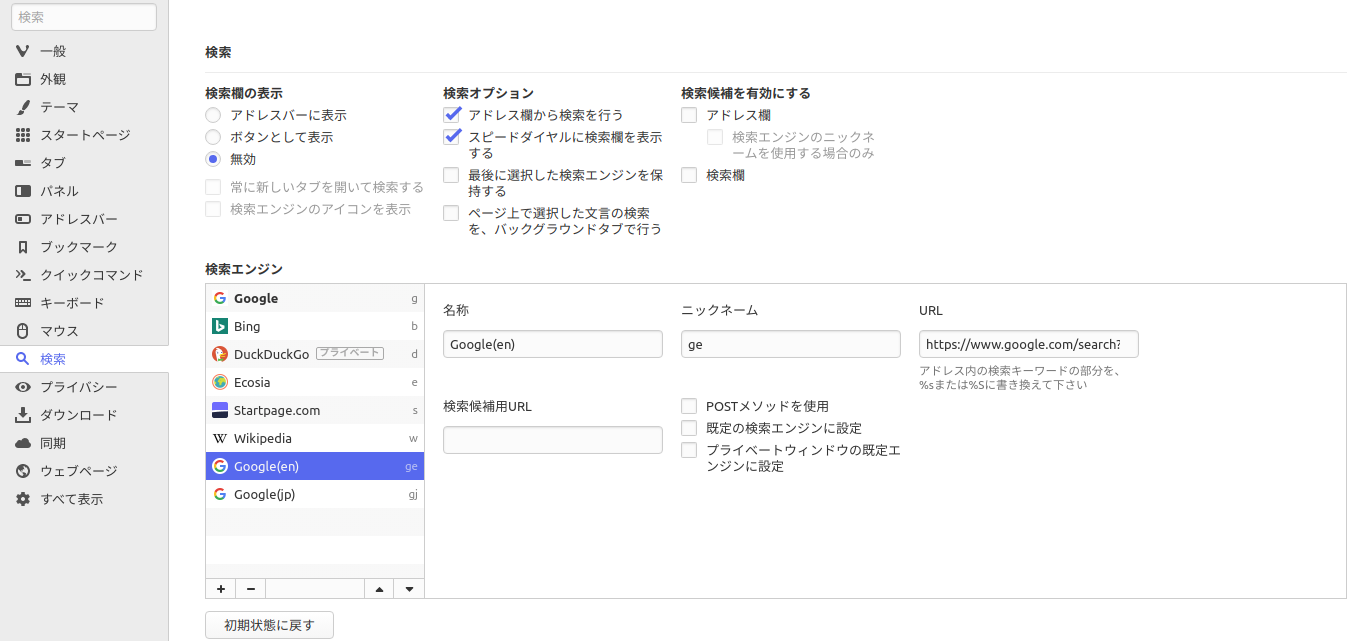 検索
一般
外観
テーマ
スタートページ
タブ
パネル
アドレスバー
ブックマーク
クイックコマンド
キーボード
マウス
検索
プライバシー
ダウンロード
同期
ウェブページ
すべて表示
検索
検索欄の表示
アドレスバーに表示
ボタンとして表示
無効
常に新しいタブを開いて検索する
検索エンジンのアイコンを表示
検索オプション
アドレス欄から検索を行う
スピードダイヤルに検索欄を表示
する
最後に選択した検索エンジンを保
持する
ページ上で選択した文言の検索
を、バックグラウンドタブで行う
検索候補を有効にする
アドレス欄
検索エンジンのニックネ
ームを使用する場合のみ
検索欄
検索エンジン
Google g
Bing b
DuckDuckGo プライベート d
Ecosia e
Startpage.com s
Wikipedia w
Google(en) ge
Google(jp) gj
名称
Google(en)
ニックネーム
ge
URL
https://www.google.com/search?
アドレス内の検索キーワードの部分を、
%sまたは%Sに書き換えて下さい
検索候補用URL
POSTメソッドを使用
既定の検索エンジンに設定
プライベートウィンドウの既定エ
ンジンに設定
初期状態に戻す